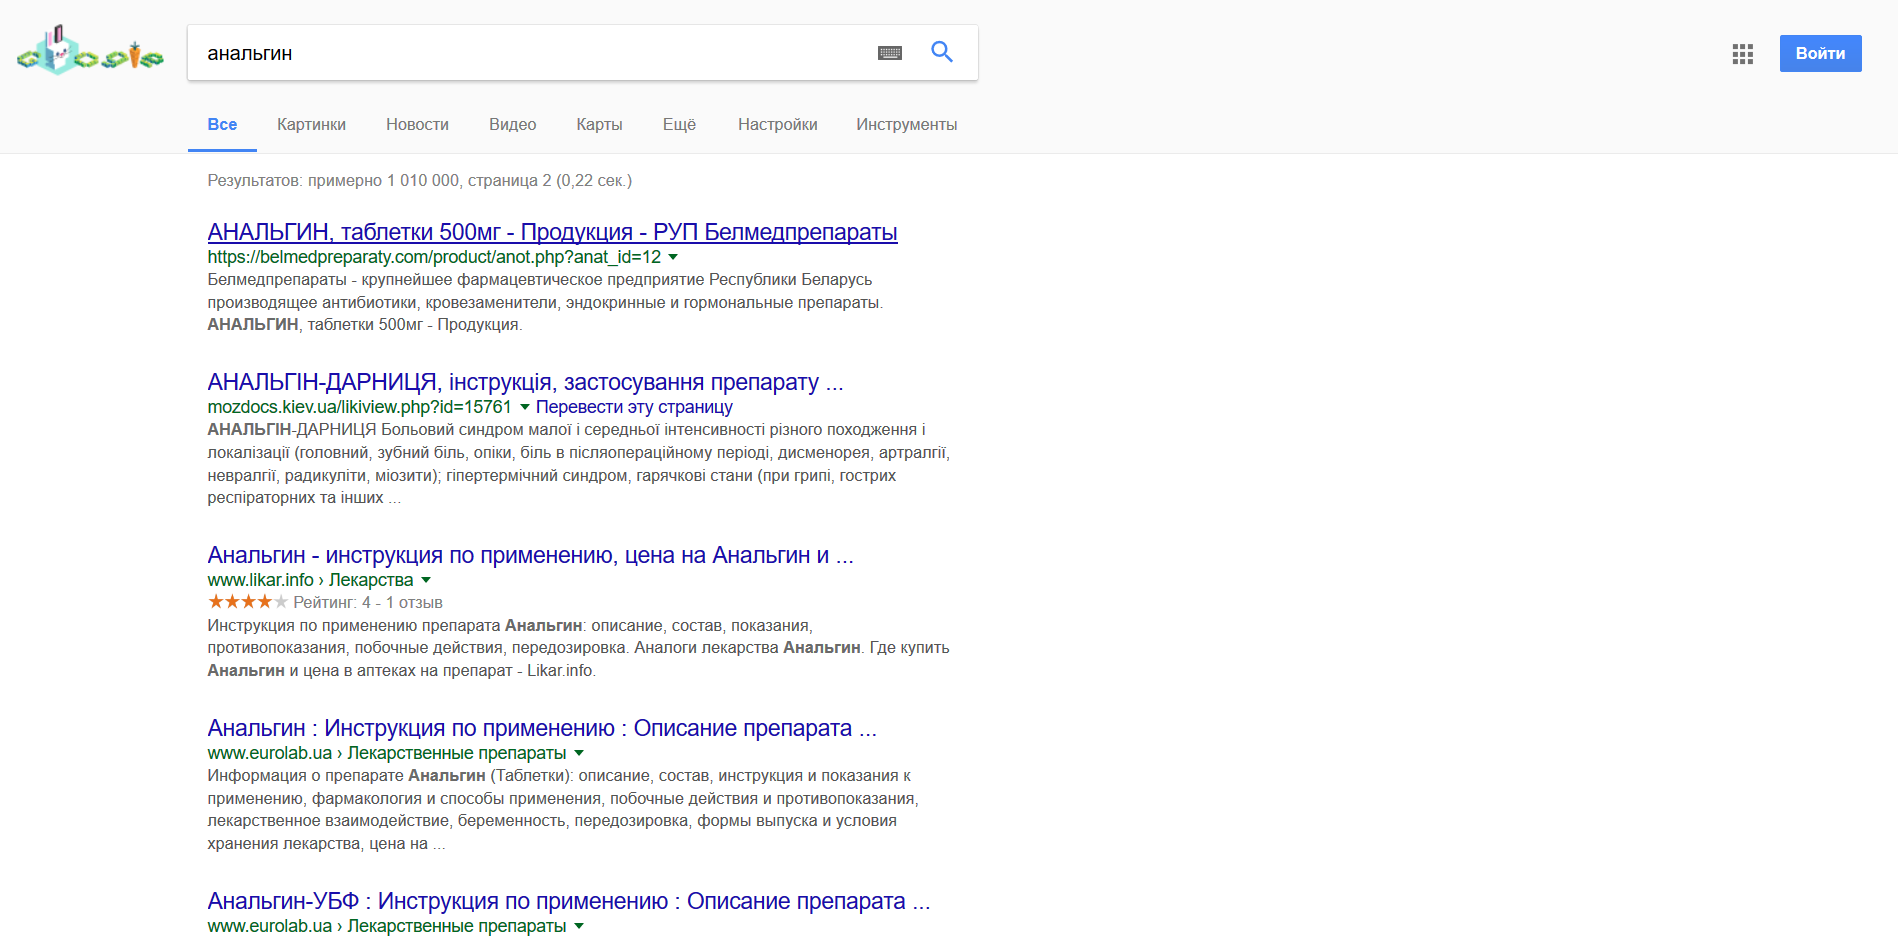 анальгин
Войти
Все Картинки Новости Видео Карты Ещё Настройки Инструменты
Результатов: примерно 1 010 000, страница 2 (0,22 сек.)
АНАЛЬГИН, таблетки 500мг - Продукция - РУП Белмедпрепараты
https://belmedpreparaty.com/product/anot.php?anat_id=12
Белмедпрепараты - крупнейшее фармацевтическое предприятие Республики Беларусь
производящее антибиотики, кровезаменители, эндокринные и гормональные препараты.
АНАЛЬГИН, таблетки 500мг - Продукция.
АНАЛЬГІН-ДАРНИЦЯ, інструкція, застосування препарату ...
mozdocs.kiev.ua/likiview.php?id=15761 Перевести эту страницу
АНАЛЬГІН-ДАРНИЦЯ Больовий синдром малої і середньої інтенсивності різного походження і
локалізації (головний, зубний біль, опіки, біль в післяопераційному періоді, дисменорея, артралгії,
невралгії, радикуліти, міозити); гіпертермічний синдром, гарячкові стани (при грипі, гострих
респіраторних та інших ...
Анальгин - инструкция по применению, цена на Анальгин и ...
www.likar.info › Лекарства
Рейтинг: 4 - 1 отзыв
Инструкция по применению препарата Анальгин: описание, состав, показания,
противопоказания, побочные действия, передозировка. Аналоги лекарства Анальгин. Где купить
Анальгин и цена в аптеках на препарат - Likar.info.
Анальгин : Инструкция по применению : Описание препарата ...
www.eurolab.ua › Лекарственные препараты
Информация о препарате Анальгин (Таблетки): описание, состав, инструкция и показания к
применению, фармакология и способы применения, побочные действия и противопоказания,
лекарственное взаимодействие, беременность, передозировка, формы выпуска и условия
хранения лекарства, цена на ...
Анальгин-УБФ : Инструкция по применению : Описание препарата ...
www.eurolab.ua › Лекарственные препараты